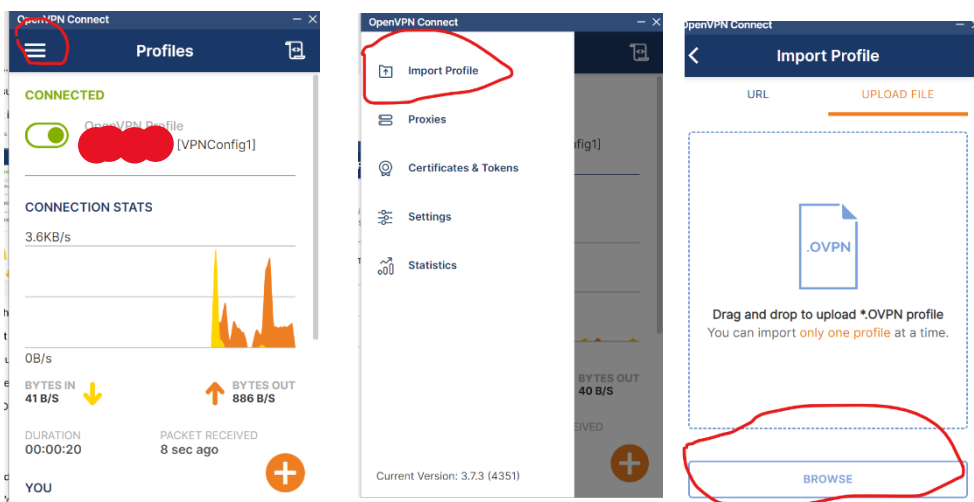 OpenVPN Connect
Profiles
CONNECTED
OpenVPN Profile
[VPNConfig1]
CONNECTION STATS
3.6KB/s
0B/s
BYTES IN
41 B/S
BYTES OUT
886 B/S
DURATION
00:00:20
PACKET RECEIVED
8 sec ago
YOU
OpenVPN Connect
Import Profile
Proxies
fig1]
Certificates & Tokens
Settings
Statistics
BYTES OUT
40 B/S
EIVED
Current Version: 3.7.3 (4351)
OpenVPN Connect
Import Profile
URL
UPLOAD FILE
.OVPN
Drag and drop to upload *.OVPN profile
You can import only one profile at a time.
BROWSE